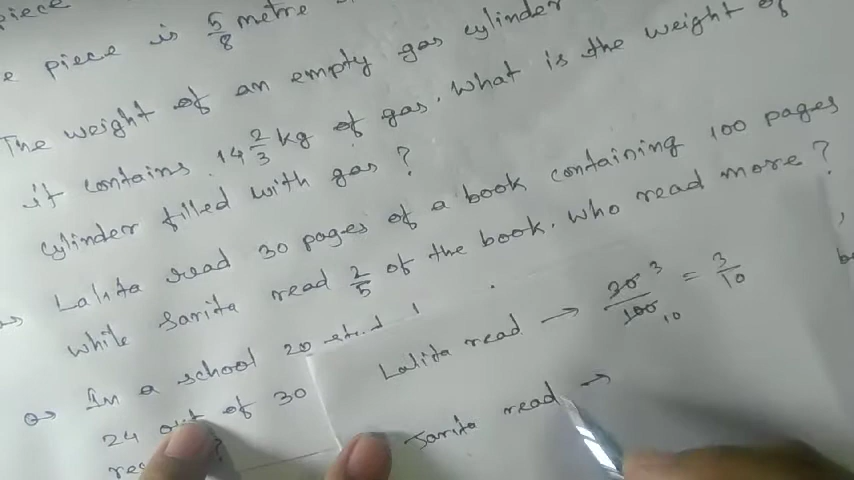 piece
e piece is 5/8 metre
The weight of an empty gas cylinder
it contains 14 2/3 kg of gas. What is the weight of
cylinder filled with gas?
Lalita read 30 pages of a book containing 100 pages
while Sarita read 2/5 of the book. Who read more?
Q→ In a school 20
24 out of 30
?
Lalita read → 30 3/100 10 = 3/10
Sarita read →